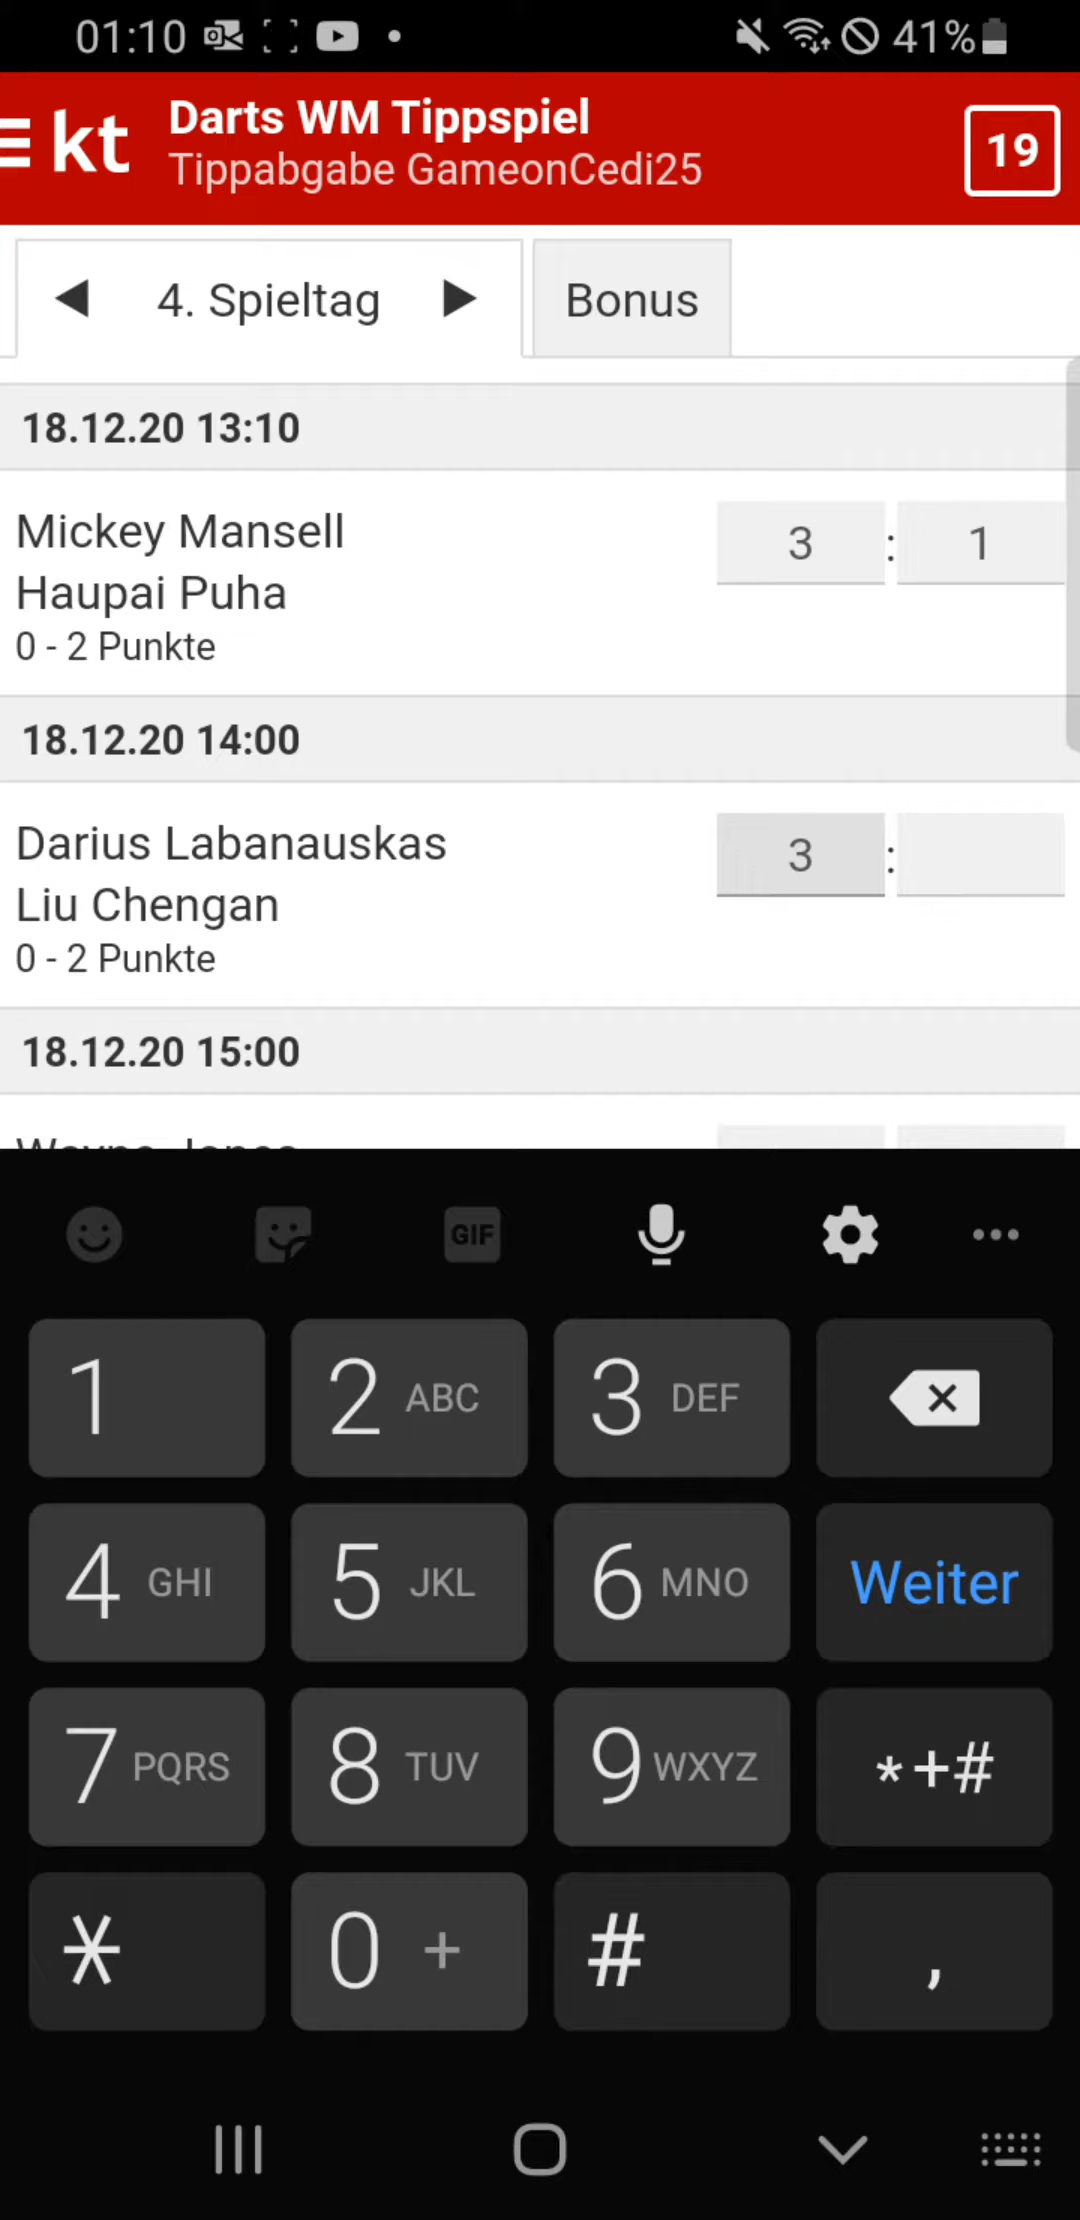 01:10 41%
kt Darts WM Tippspiel 19
Tippabgabe GameonCedi25
4. Spieltag Bonus
18.12.20 13:10
Mickey Mansell 3 : 1
Haupai Puha
0 - 2 Punkte
18.12.20 14:00
Darius Labanauskas 3 :
Liu Chengan
0 - 2 Punkte
18.12.20 15:00
GIF
1 2 ABC 3 DEF
4 GHI 5 JKL 6 MNO Weiter
7 PQRS 8 TUV 9 WXYZ *+#
* 0 + # ,